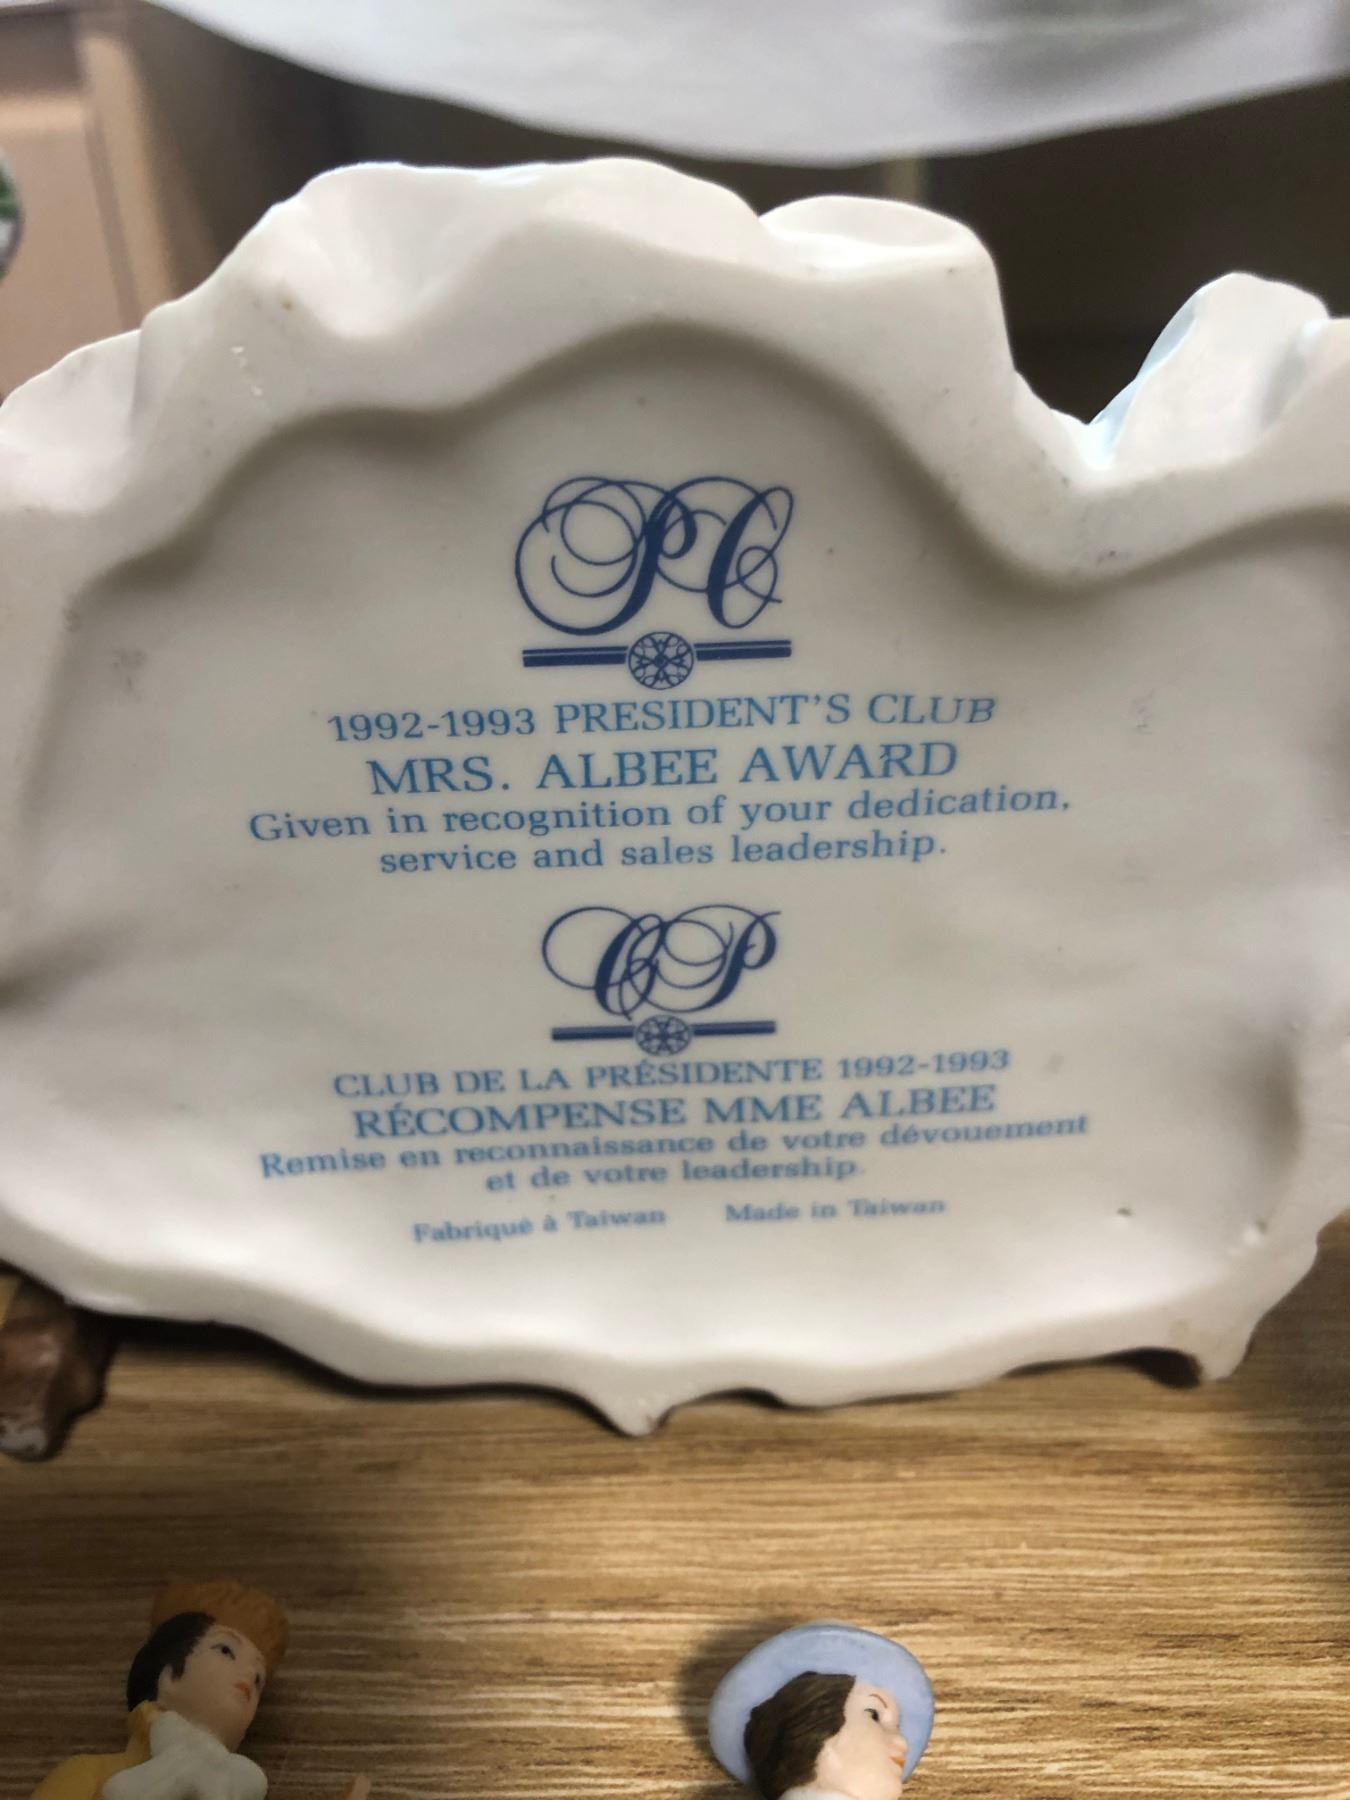 PC
1992-1993 PRESIDENT'S CLUB
MRS. ALBEE AWARD
Given in recognition of your dedication,
service and sales leadership.
CP
CLUB DE LA PRÉSIDENTE 1992-1993
RÉCOMPENSE MME ALBEE
Remise en reconnaissance de votre dévouement
et de votre leadership.
Fabriqué à Taiwan Made in Taiwan